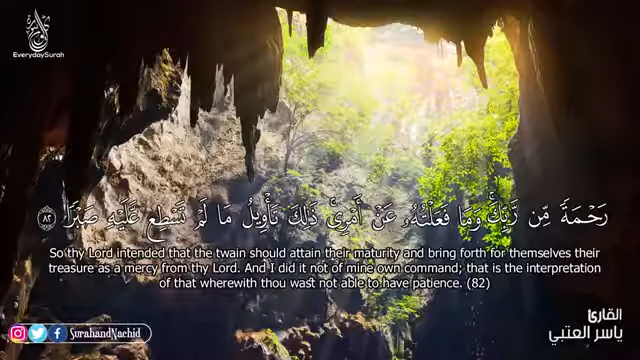 EverydaySurah
رَحْمَةً مِّن رَّبِّكَ ۚ وَمَا فَعَلْتُهُۥ عَنْ أَمْرِى ۚ ذَٰلِكَ تَأْوِيلُ مَا لَمْ تَسْطِع عَّلَيْهِ صَبْرًا ٨٢
So thy Lord intended that the twain should attain their maturity and bring forth for themselves their
treasure as a mercy from thy Lord. And I did it not of mine own command; that is the interpretation
of that wherewith thou wast not able to have patience. (82)
SurahandNachid
القارئ
ياسر العتبي